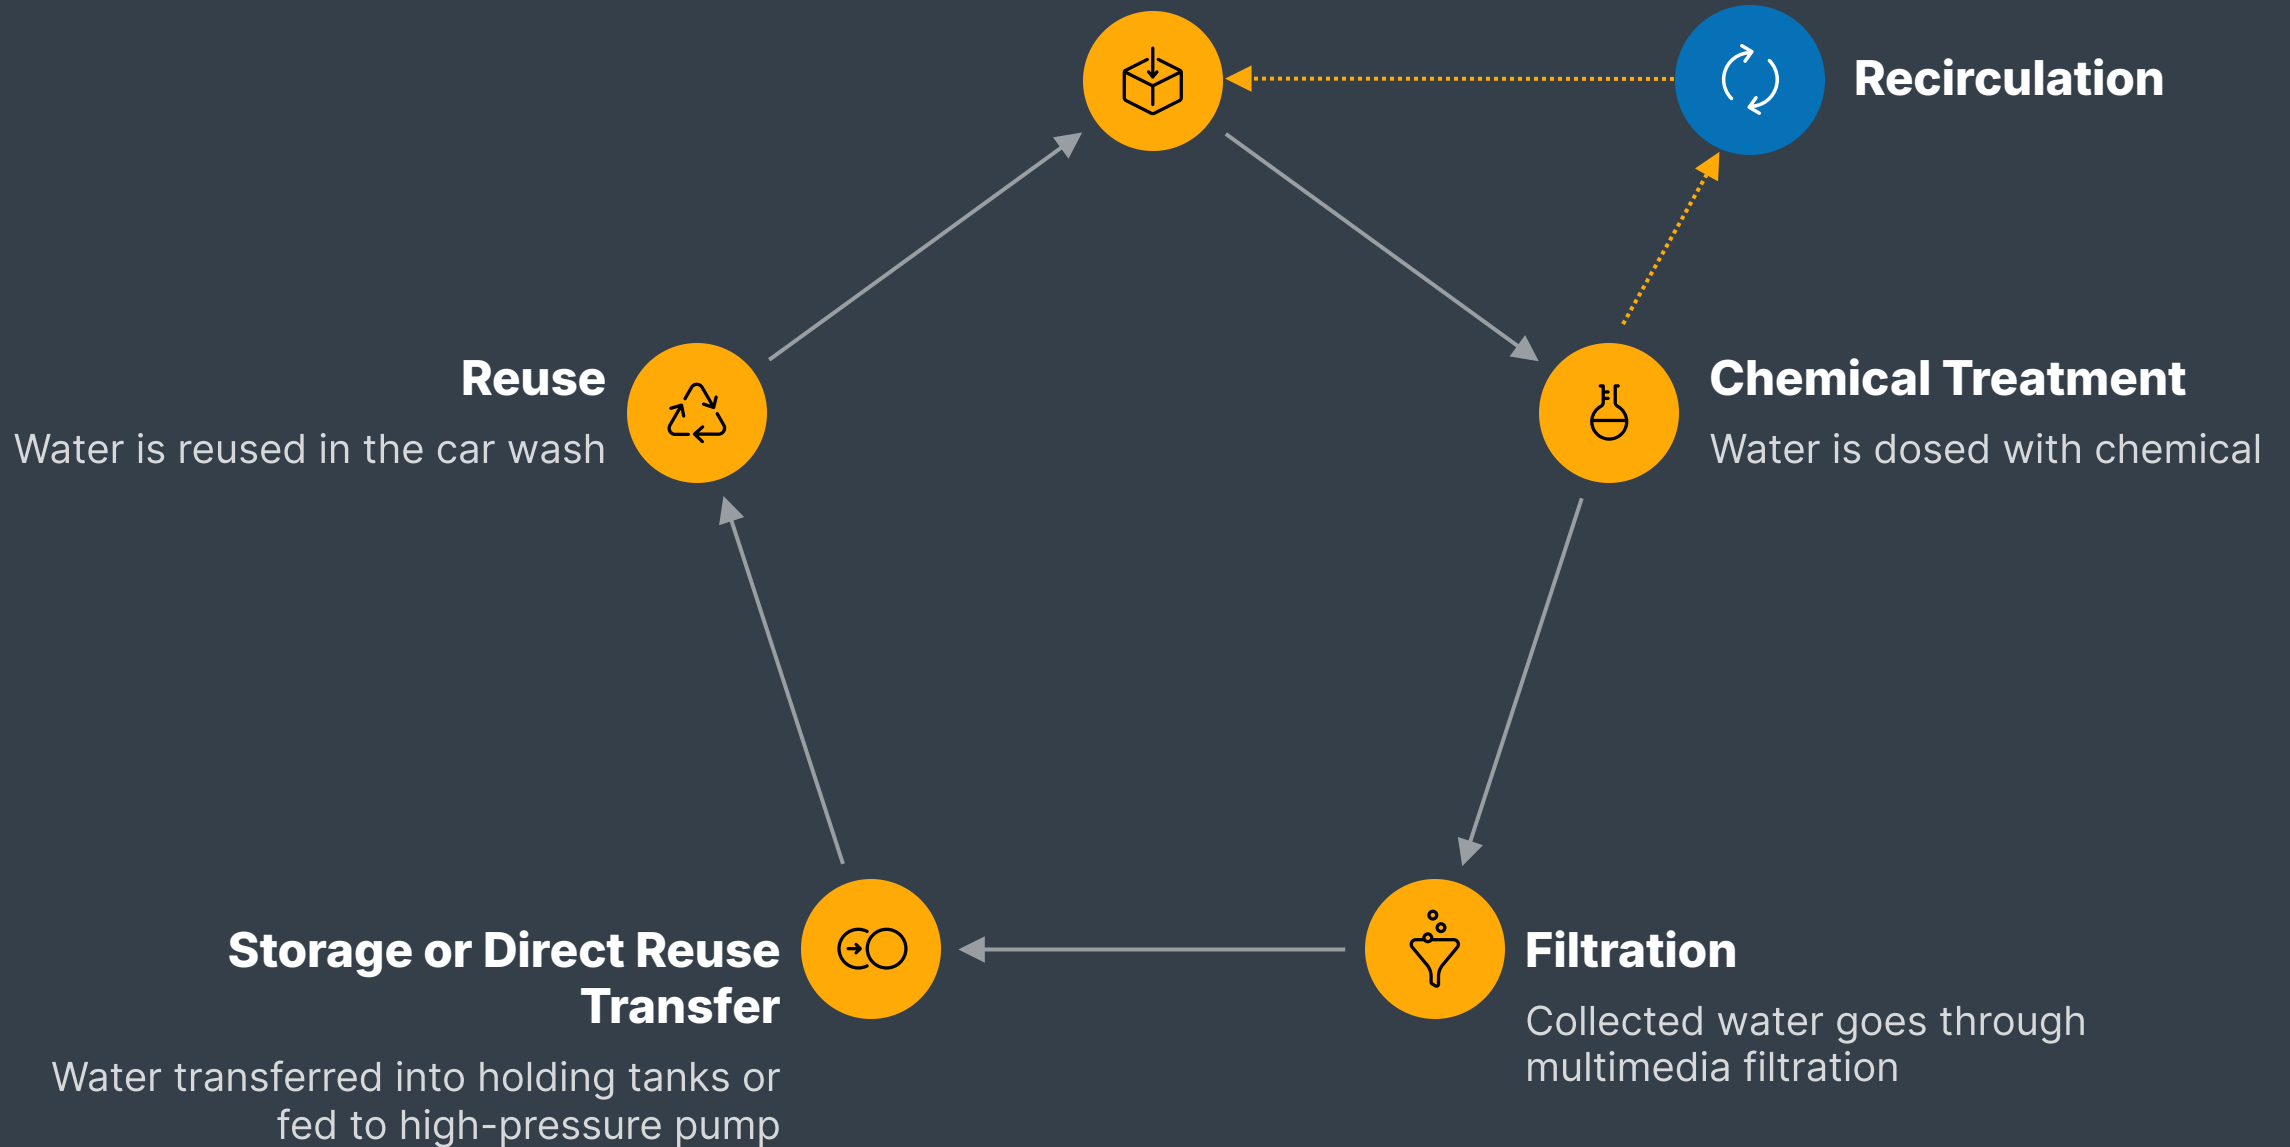 Recirculation
Reuse
Water is reused in the car wash
Chemical Treatment
Water is dosed with chemical
Storage or Direct Reuse
Transfer
Water transferred into holding tanks or
fed to high-pressure pump
Filtration
Collected water goes through
multimedia filtration